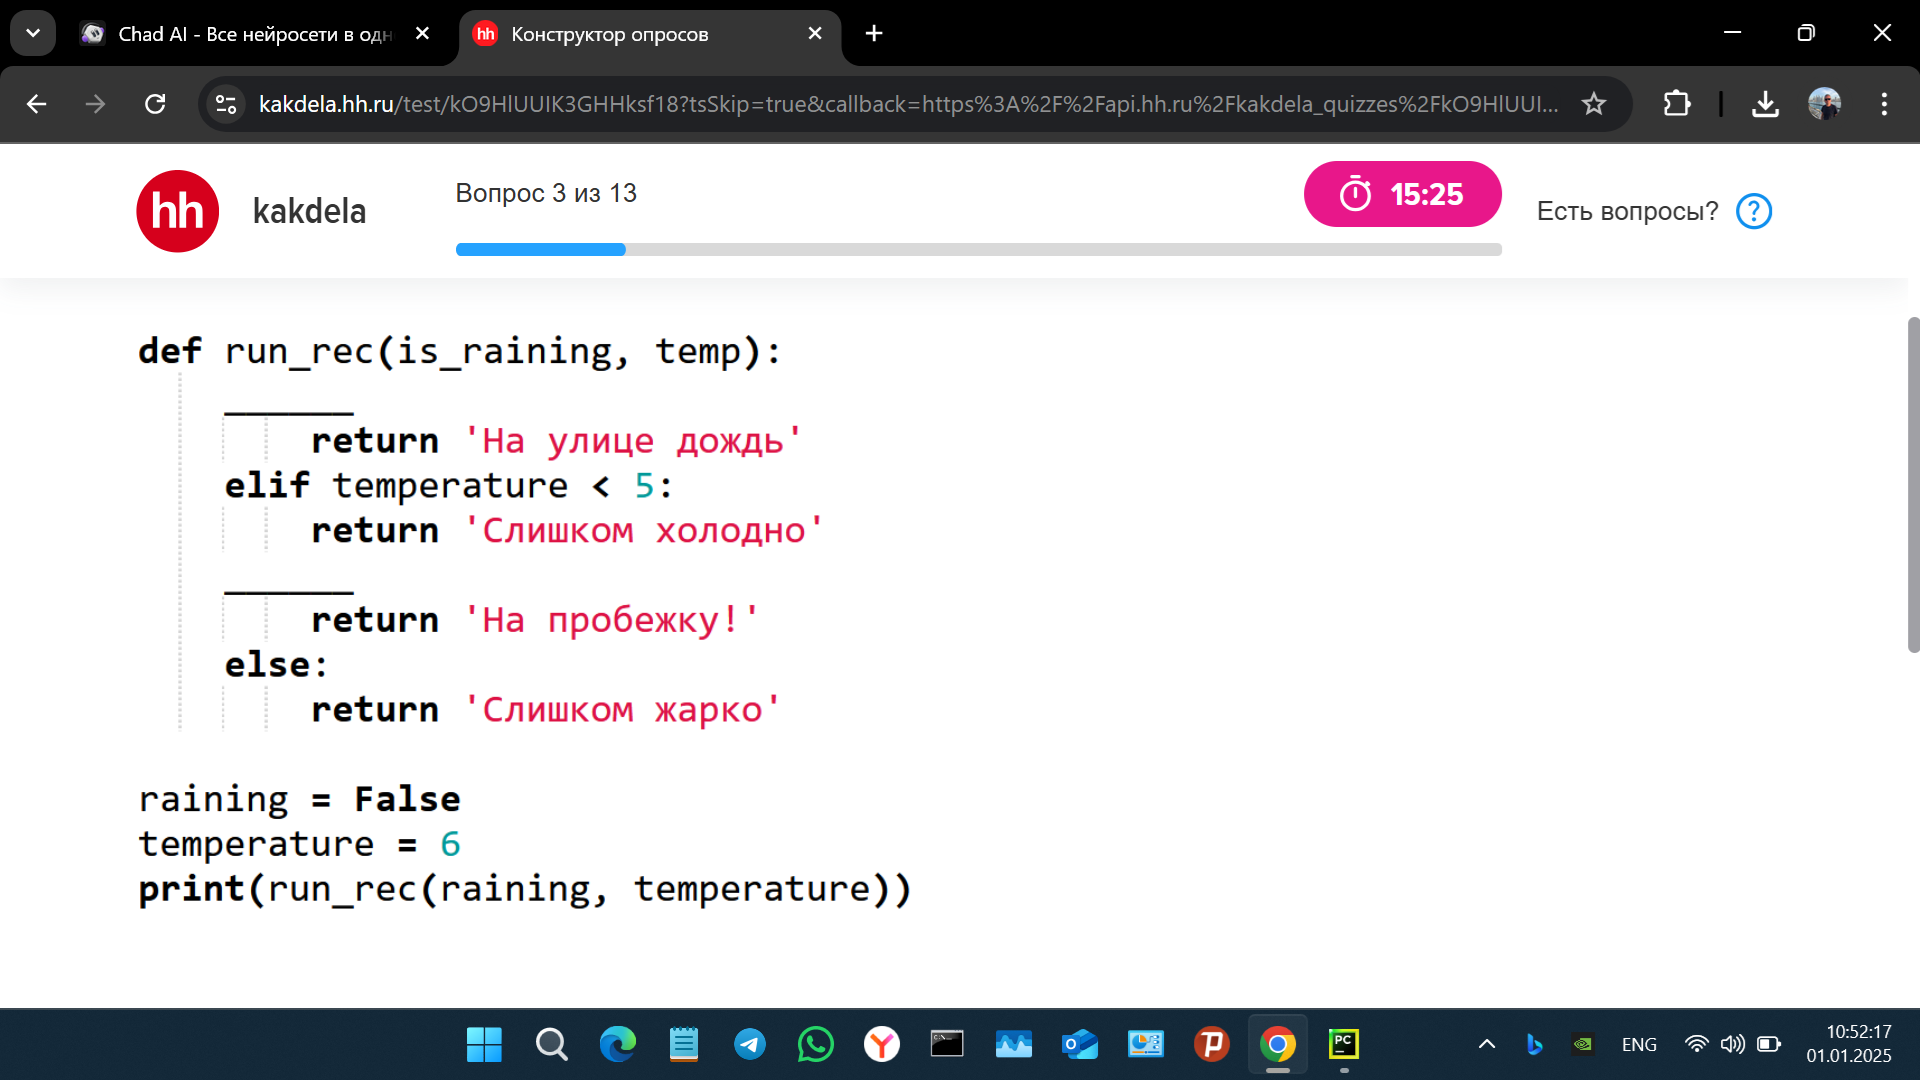 Chad AI - Все нейросети в одн
hh Конструктор опросов
kakdela.hh.ru/test/kO9HlUUIK3GHHksf18?tsSkip=true&callback=https%3A%2F%2Fapi.hh.ru%2Fkakdela_quizzes%2FkO9HlUUI...
hh kakdela
Вопрос 3 из 13
15:25
Есть вопросы? ?
def run_rec(is_raining, temp):
______
return 'На улице дождь'
elif temperature < 5:
return 'Слишком холодно'
______
return 'На пробежку!'
else:
return 'Слишком жарко'
raining = False
temperature = 6
print(run_rec(raining, temperature))
PC
ENG
10:52:17
01.01.2025